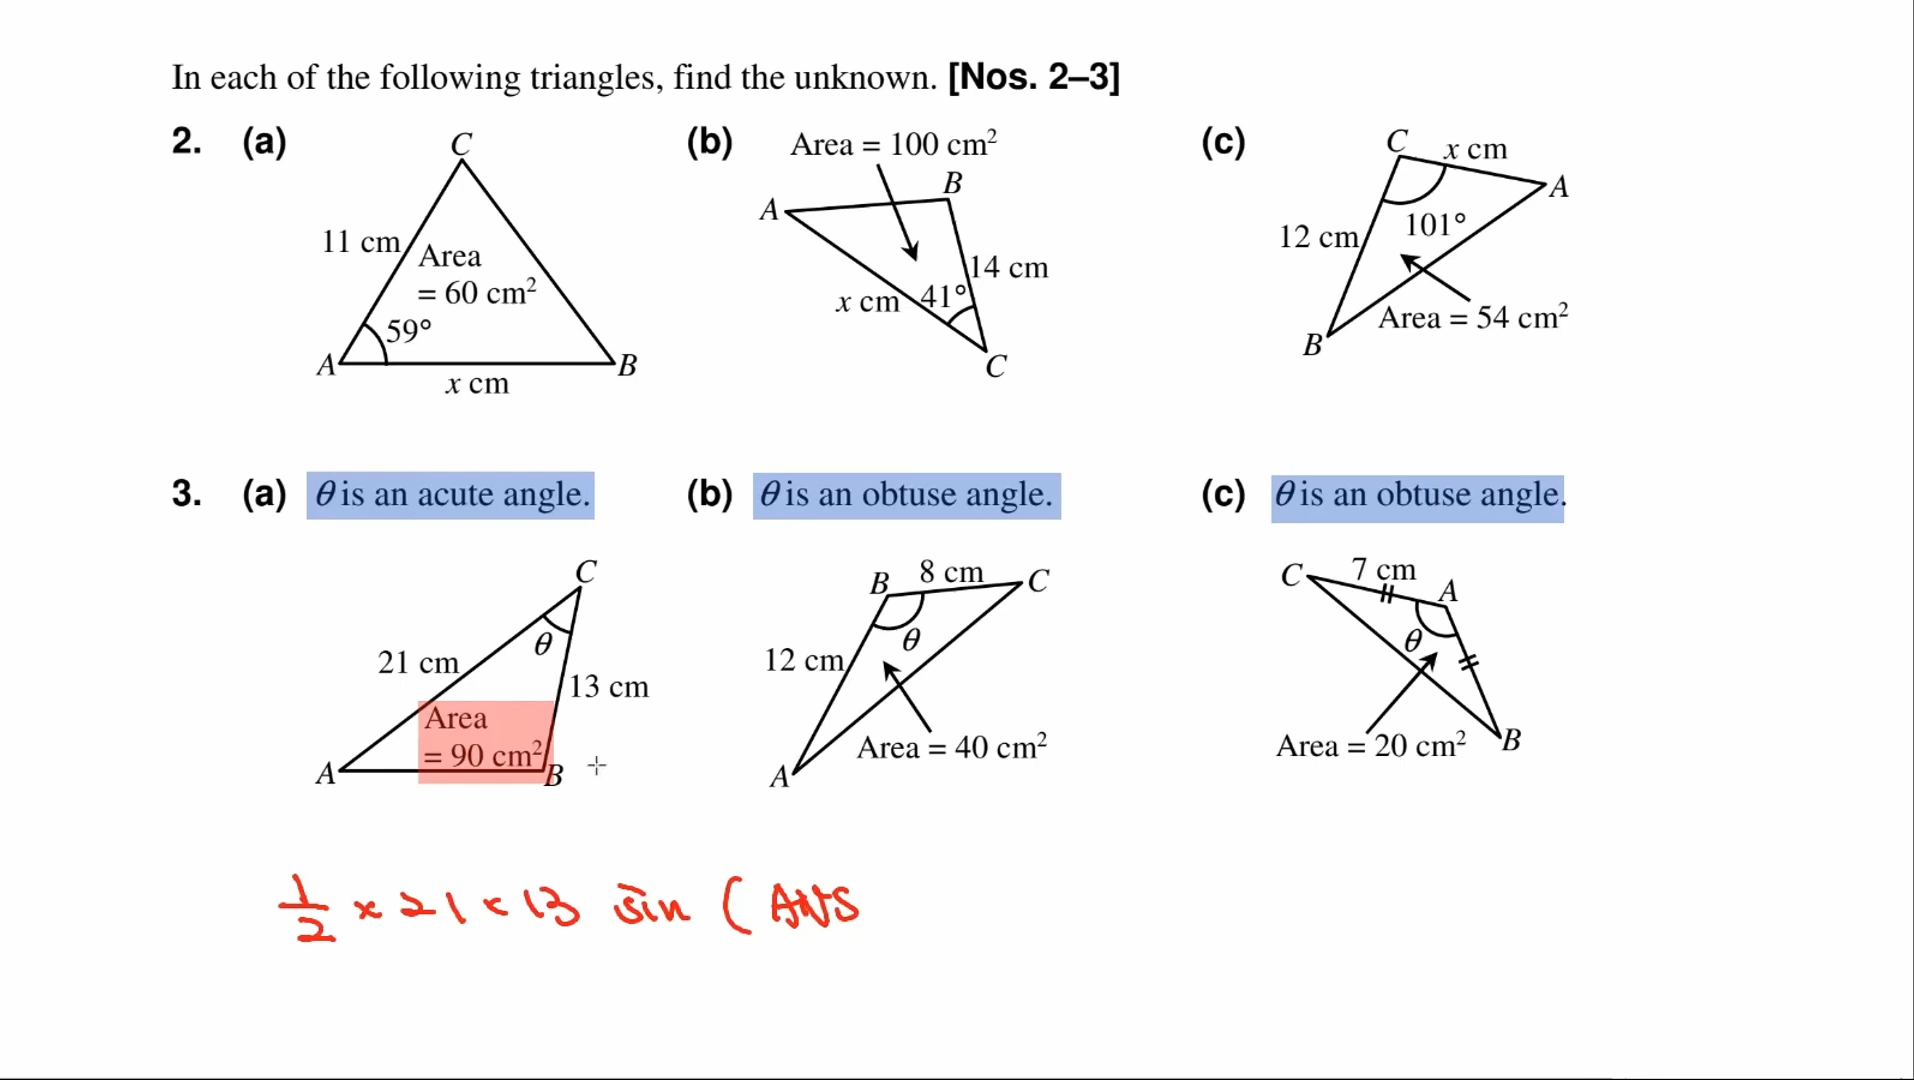 In each of the following triangles, find the unknown. [Nos. 2–3]
2. (a)
C
11 cm
Area
= 60 cm²
59°
A
B
x cm
(b)
Area = 100 cm²
B
A
14 cm
x cm
41°
C
(c)
C
x cm
A
12 cm
101°
Area = 54 cm²
B
3. (a) θ is an acute angle.
C
θ
21 cm
13 cm
Area
= 90 cm²
A
B
(b) θ is an obtuse angle.
B
8 cm
C
θ
12 cm
Area = 40 cm²
A
(c) θ is an obtuse angle.
C
7 cm
A
θ
Area = 20 cm²
B
1/2 × 21 × 13 sin ( Ans